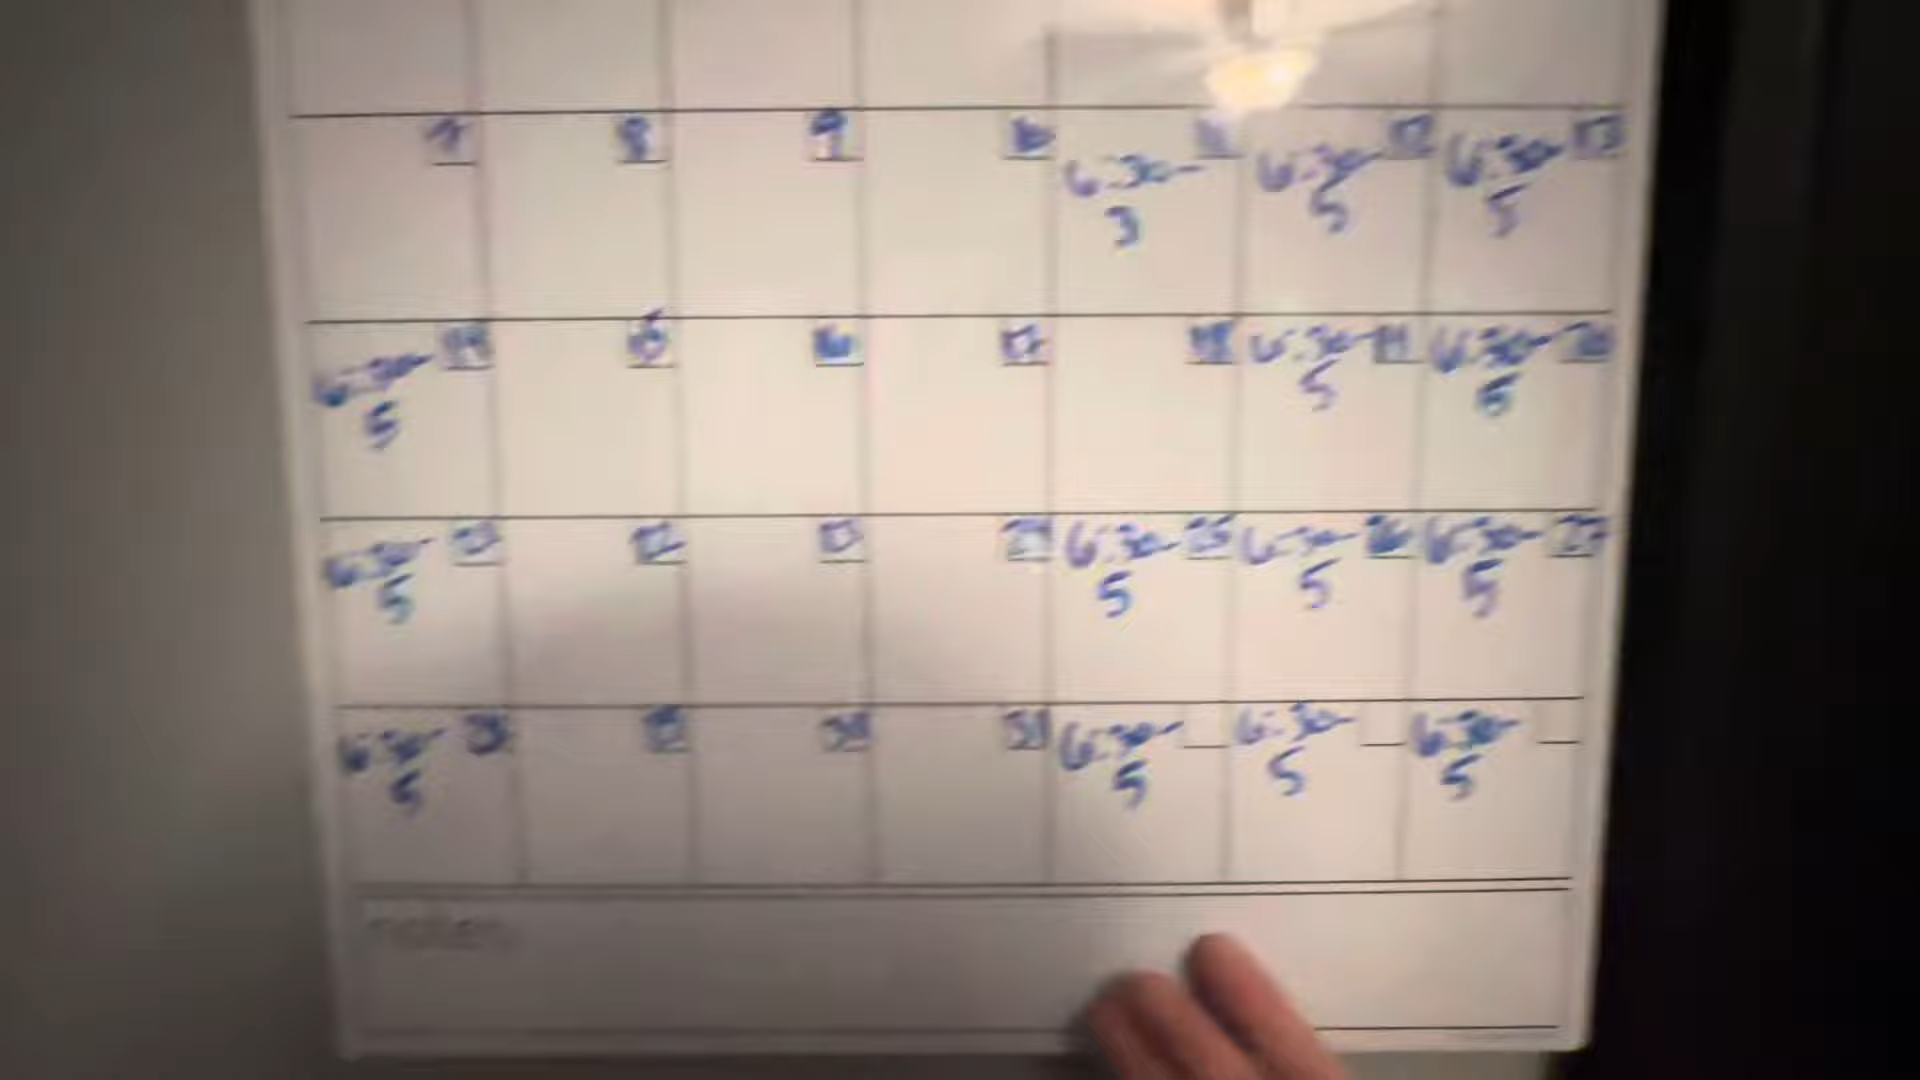 7 8 9 10 11 12 13
6:30- 6:30- 6:30-
3 5 5
14 15 16 17 18 19 20
6:30- 6:30- 6:30-
5 5 5
21 22 23 24 25 26 27
6:30- 6:30- 6:30- 6:30-
5 5 5 5
28 29 30 31
6:30- 6:30- 6:30- 6:30-
5 5 5 5
notes